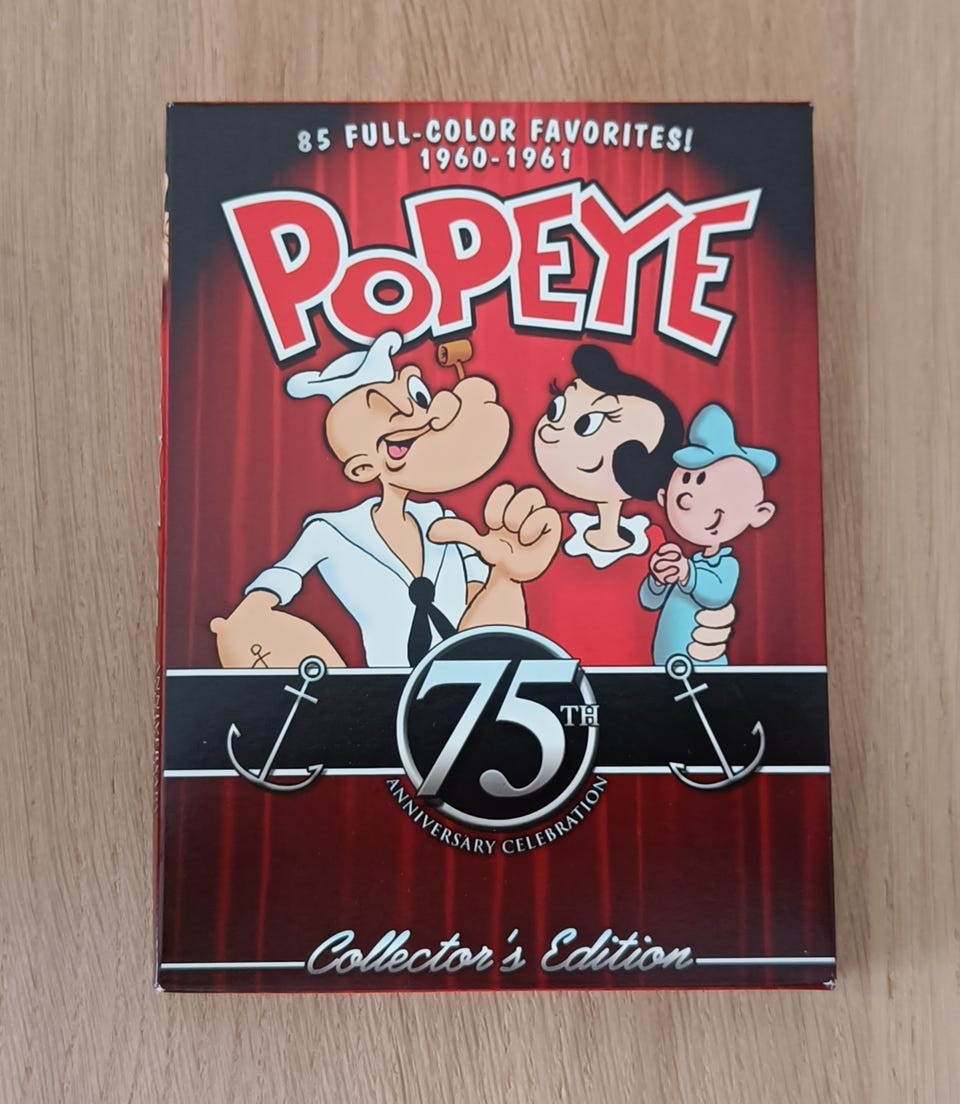 85 FULL-COLOR FAVORITES!
1960-1961
POPEYE
75TH
ANNIVERSARY CELEBRATION
Collector's Edition